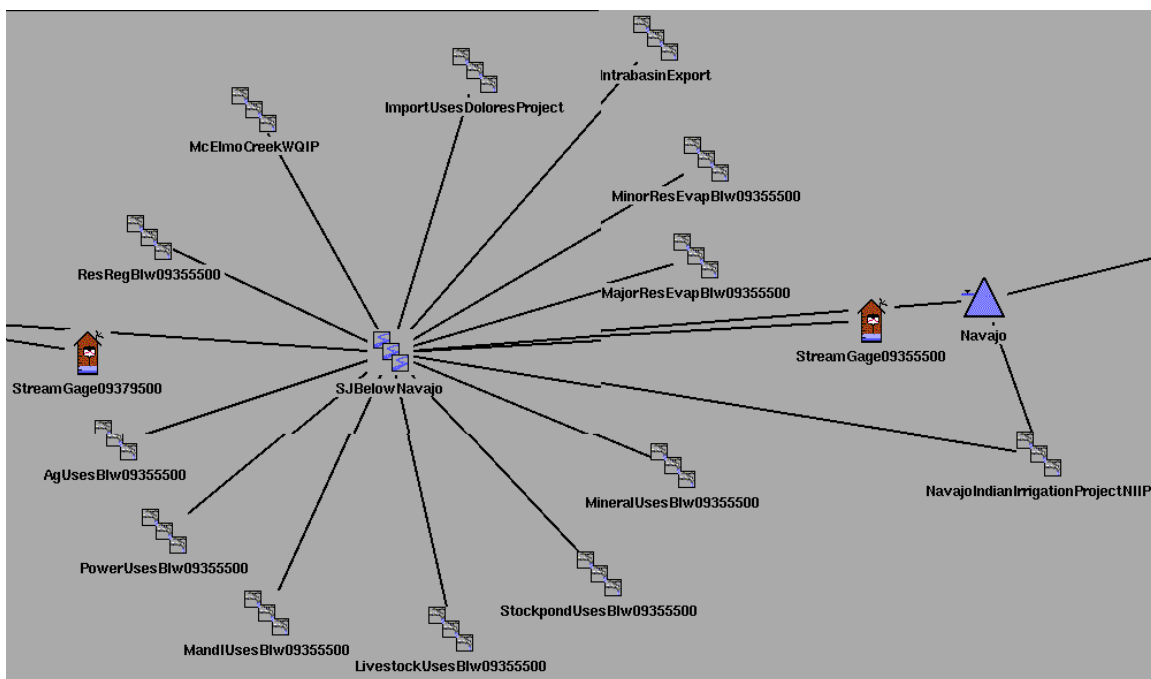 IntrabasinExport
ImportUsesDoloresProject
McElmoCreekWQIP
MinorResEvapBlw09355500
ResRegBlw09355500
MajorResEvapBlw09355500
Navajo
StreamGage09355500
StreamGage09379500
SJBelowNavajo
AgUsesBlw09355500
MineralUsesBlw09355500
NavajoIndianIrrigationProjectNIIP
PowerUsesBlw09355500
StockpondUsesBlw09355500
MandIUsesBlw09355500
LivestockUsesBlw09355500